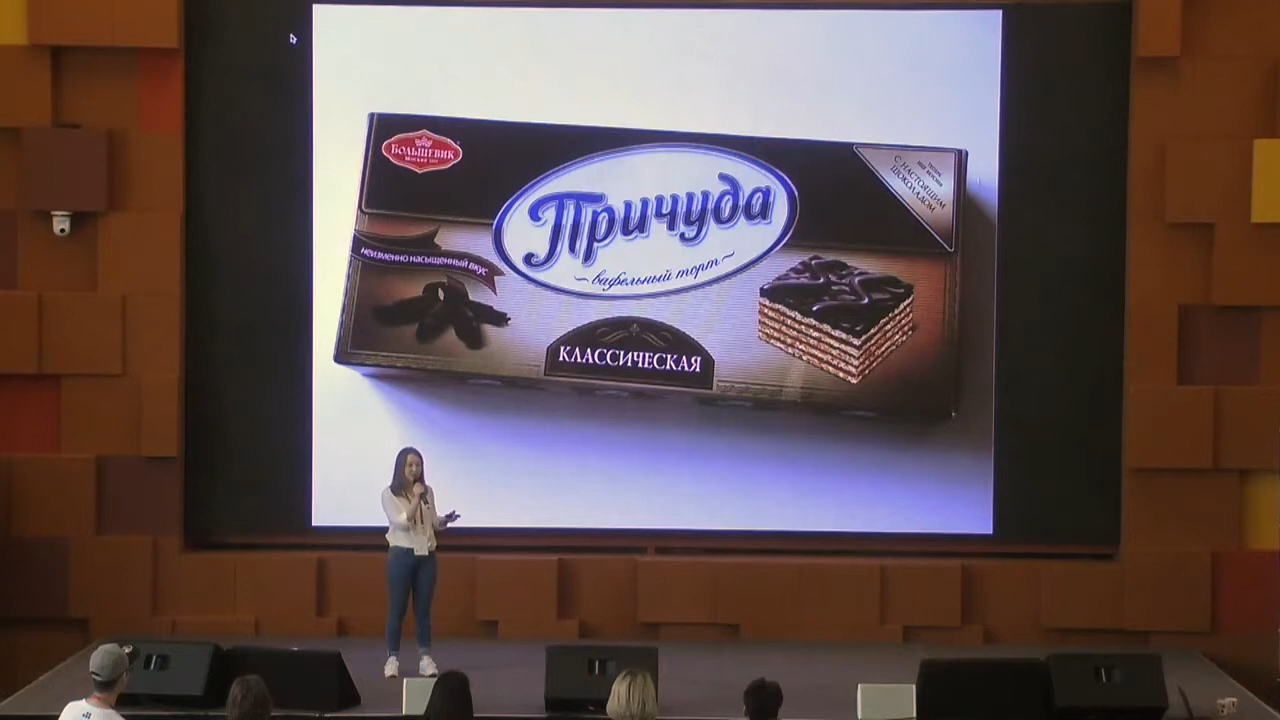 БОЛЬШЕВИК
Причуда
вафельный торт
С НАСТОЯЩИМ
ШОКОЛАДОМ
неизменно насыщенный вкус
КЛАССИЧЕСКАЯ